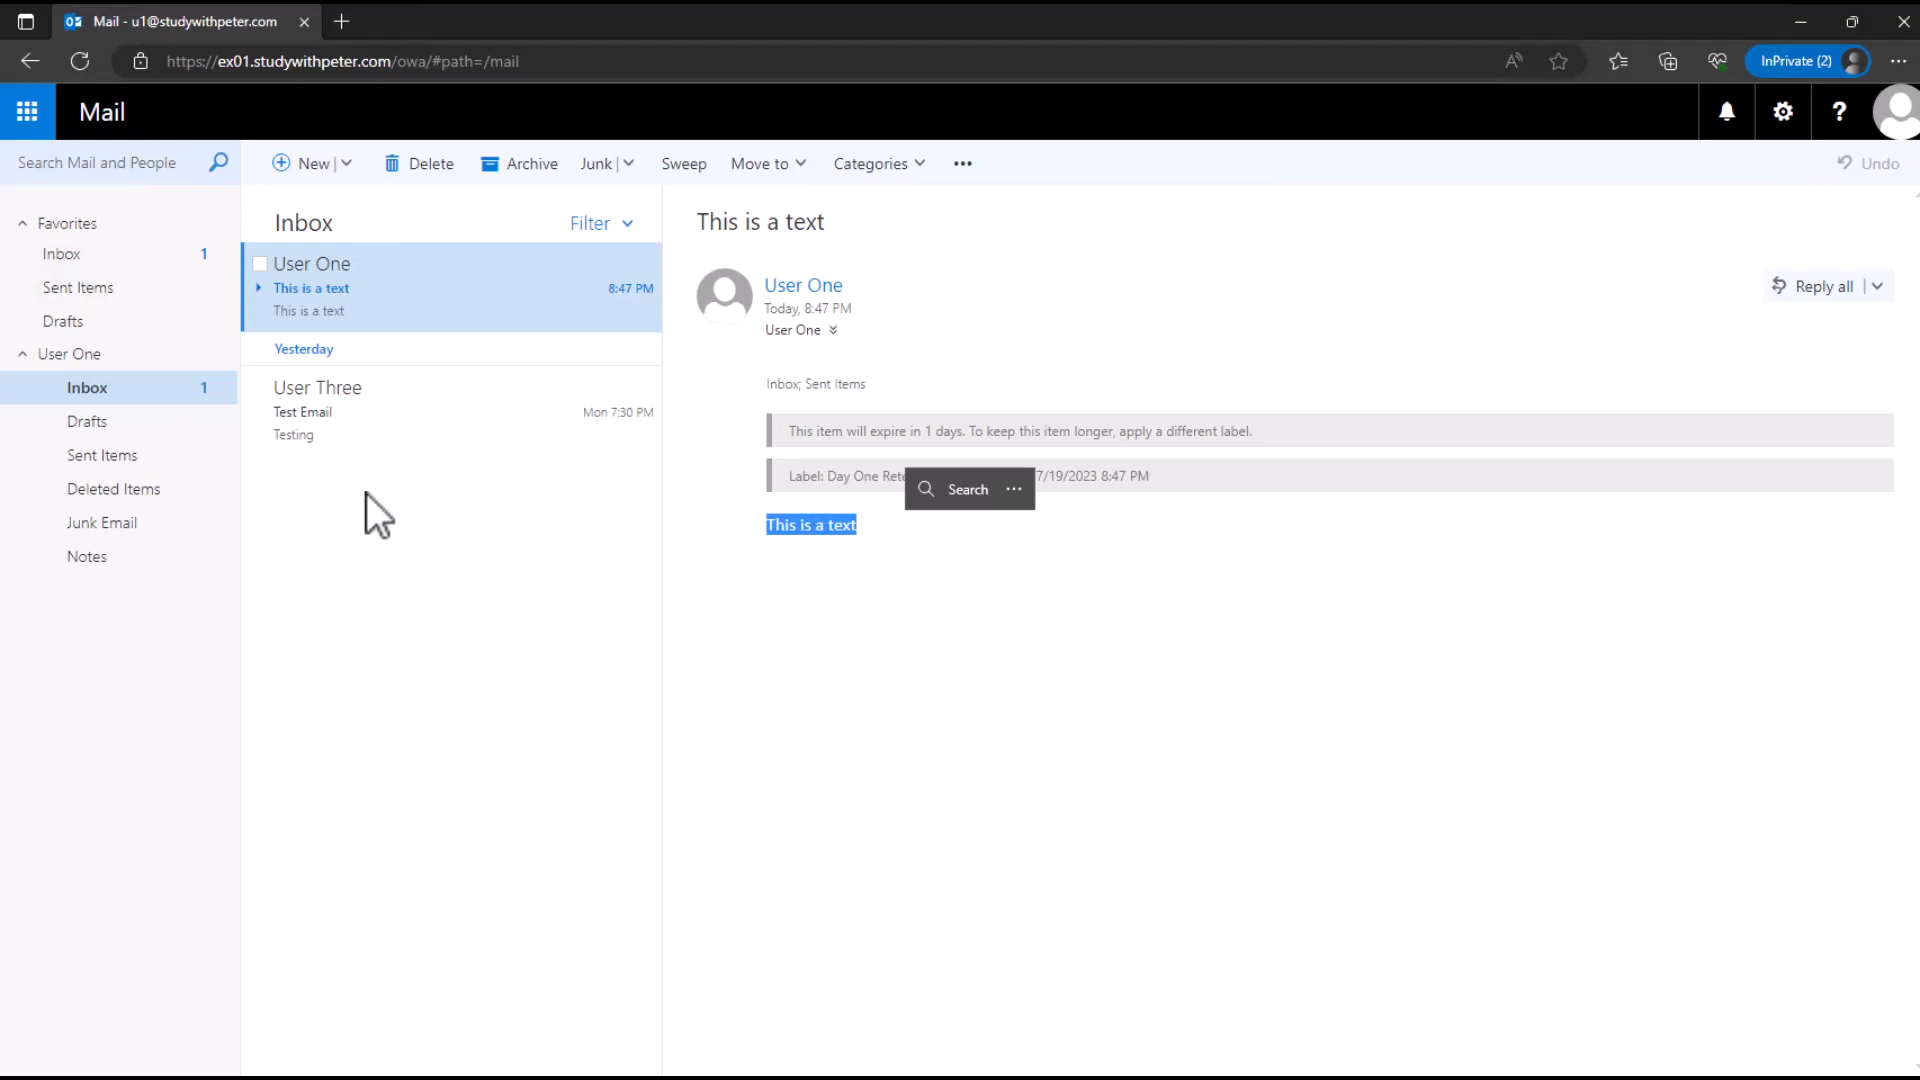 Mail - u1@studywithpeter.com
https://ex01.studywithpeter.com/owa/#path=/mail
InPrivate (2)
Mail
?
Search Mail and People
New
Delete
Archive
Junk
Sweep
Move to
Categories
Undo
Favorites
Inbox 1
Sent Items
Drafts
User One
Inbox 1
Drafts
Sent Items
Deleted Items
Junk Email
Notes
Inbox
Filter
User One
This is a text 8:47 PM
This is a text
Yesterday
User Three
Test Email Mon 7:30 PM
Testing
This is a text
User One
Today, 8:47 PM
User One
Reply all
Inbox; Sent Items
This item will expire in 1 days. To keep this item longer, apply a different label.
Label: Day One Rete 7/19/2023 8:47 PM
Search
This is a text